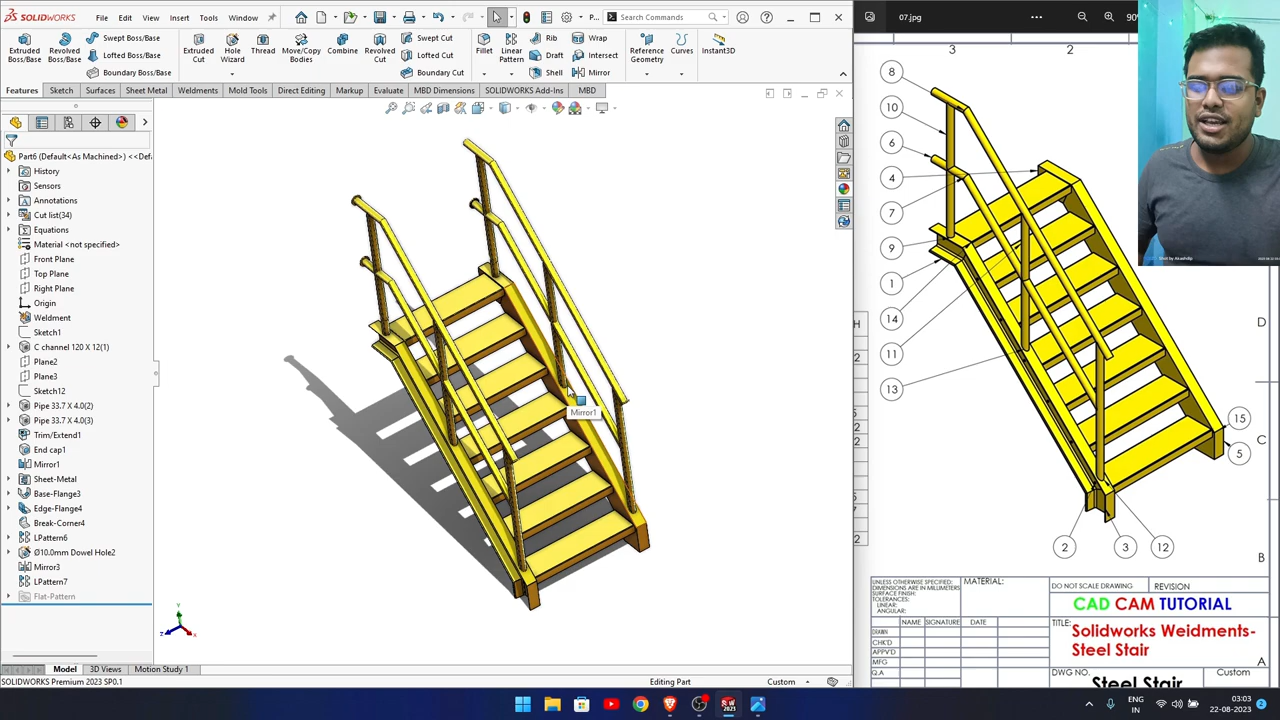 SOLIDWORKS
File
Edit
View
Insert
Tools
Window
P...
Search Commands
Extruded Boss/Base
Revolved Boss/Base
Swept Boss/Base
Lofted Boss/Base
Boundary Boss/Base
Extruded Cut
Hole Wizard
Thread
Move/Copy Bodies
Combine
Revolved Cut
Swept Cut
Lofted Cut
Boundary Cut
Fillet
Linear Pattern
Rib
Draft
Shell
Wrap
Intersect
Mirror
Reference Geometry
Curves
Instant3D
Features
Sketch
Surfaces
Sheet Metal
Weldments
Mold Tools
Direct Editing
Markup
Evaluate
MBD Dimensions
SOLIDWORKS Add-Ins
MBD
Part6 (Default<As Machined>) <<Def
History
Sensors
Annotations
Cut list(34)
Equations
Material <not specified>
Front Plane
Top Plane
Right Plane
Origin
Weldment
Sketch1
C channel 120 X 12(1)
Plane2
Plane3
Sketch12
Pipe 33.7 X 4.0(2)
Pipe 33.7 X 4.0(3)
Trim/Extend1
End cap1
Mirror1
Sheet-Metal
Base-Flange3
Edge-Flange4
Break-Corner4
LPattern6
Ø10.0mm Dowel Hole2
Mirror3
LPattern7
Flat-Pattern
Mirror1
Y
X
Z
Model
3D Views
Motion Study 1
SOLIDWORKS Premium 2023 SP0.1
Editing Part
Custom
07.jpg
90%
3
2
8
10
6
4
7
9
1
14
11
13
15
5
2
3
12
H
2
5
2
2
5
7
2
D
C
B
A
UNLESS OTHERWISE SPECIFIED:
DIMENSIONS ARE IN MILLIMETERS
SURFACE FINISH:
TOLERANCES:
LINEAR:
ANGULAR:
MATERIAL:
DO NOT SCALE DRAWING
REVISION
CAD CAM TUTORIAL
NAME
SIGNATURE
DATE
TITLE:
Solidworks Weidments-
Steel Stair
DRAWN
CHK'D
APPV'D
MFG
Q.A
DWG NO.
Custom
Steel Stair
ENG
IN
03:03
22-08-2023